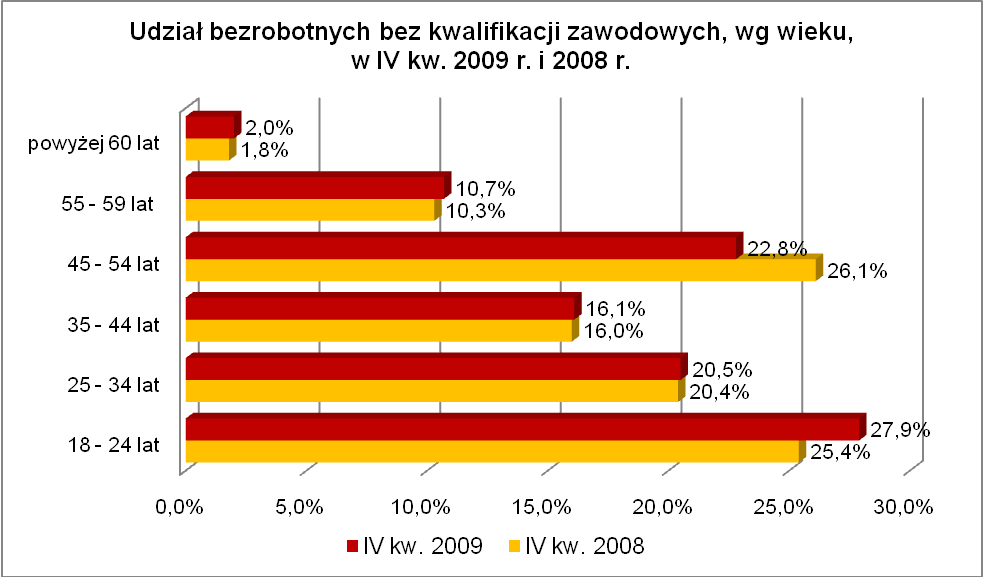 Udział bezrobotnych bez kwalifikacji zawodowych, wg wieku,
w IV kw. 2009 r. i 2008 r.
powyżej 60 lat
2,0%
1,8%
55 - 59 lat
10,7%
10,3%
45 - 54 lat
22,8%
26,1%
35 - 44 lat
16,1%
16,0%
25 - 34 lat
20,5%
20,4%
18 - 24 lat
27,9%
25,4%
0,0% 5,0% 10,0% 15,0% 20,0% 25,0% 30,0%
IV kw. 2009 IV kw. 2008